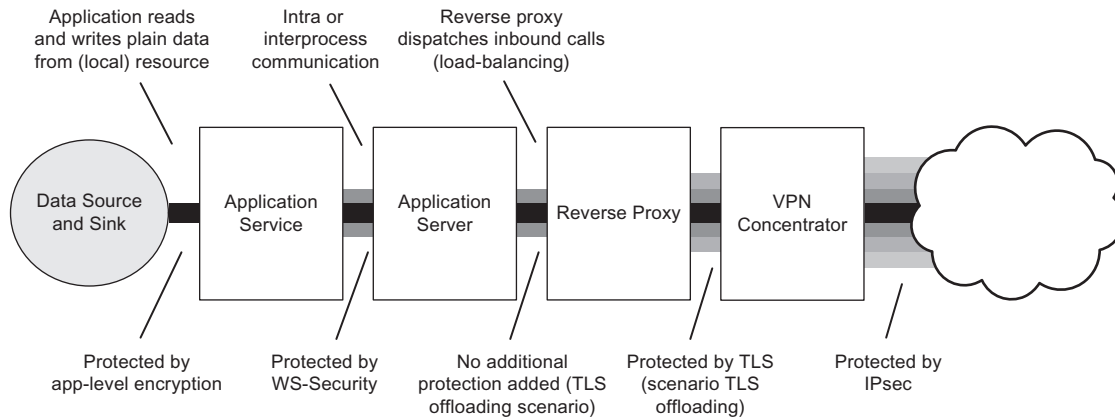 Application reads
and writes plain data
from (local) resource
Intra or
interprocess
communication
Reverse proxy
dispatches inbound calls
(load-balancing)
Data Source
and Sink
Application
Service
Application
Server
Reverse Proxy
VPN
Concentrator
Protected by
app-level encryption
Protected by
WS-Security
No additional
protection added (TLS
offloading scenario)
Protected by TLS
(scenario TLS
offloading)
Protected by
IPsec